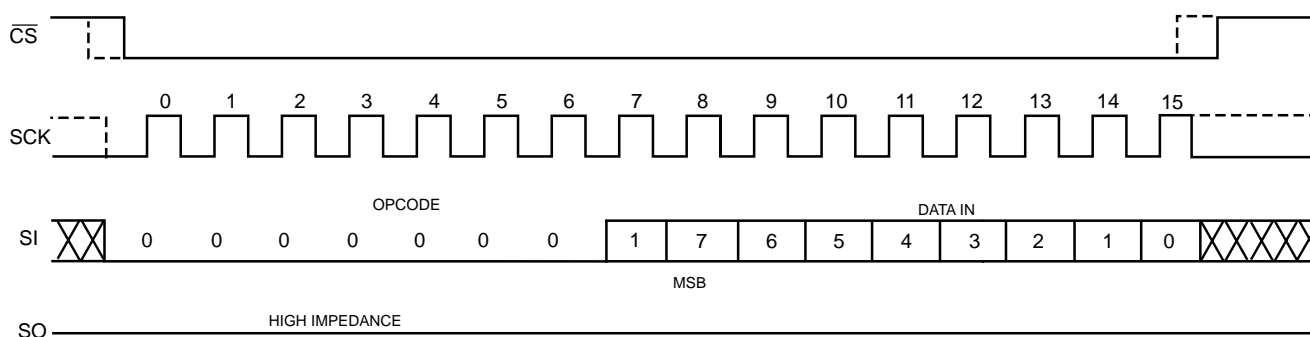 CS
0 1 2 3 4 5 6 7 8 9 10 11 12 13 14 15
SCK
OPCODE DATA IN
SI 0 0 0 0 0 0 0 1 7 6 5 4 3 2 1 0
MSB
HIGH IMPEDANCE
SO